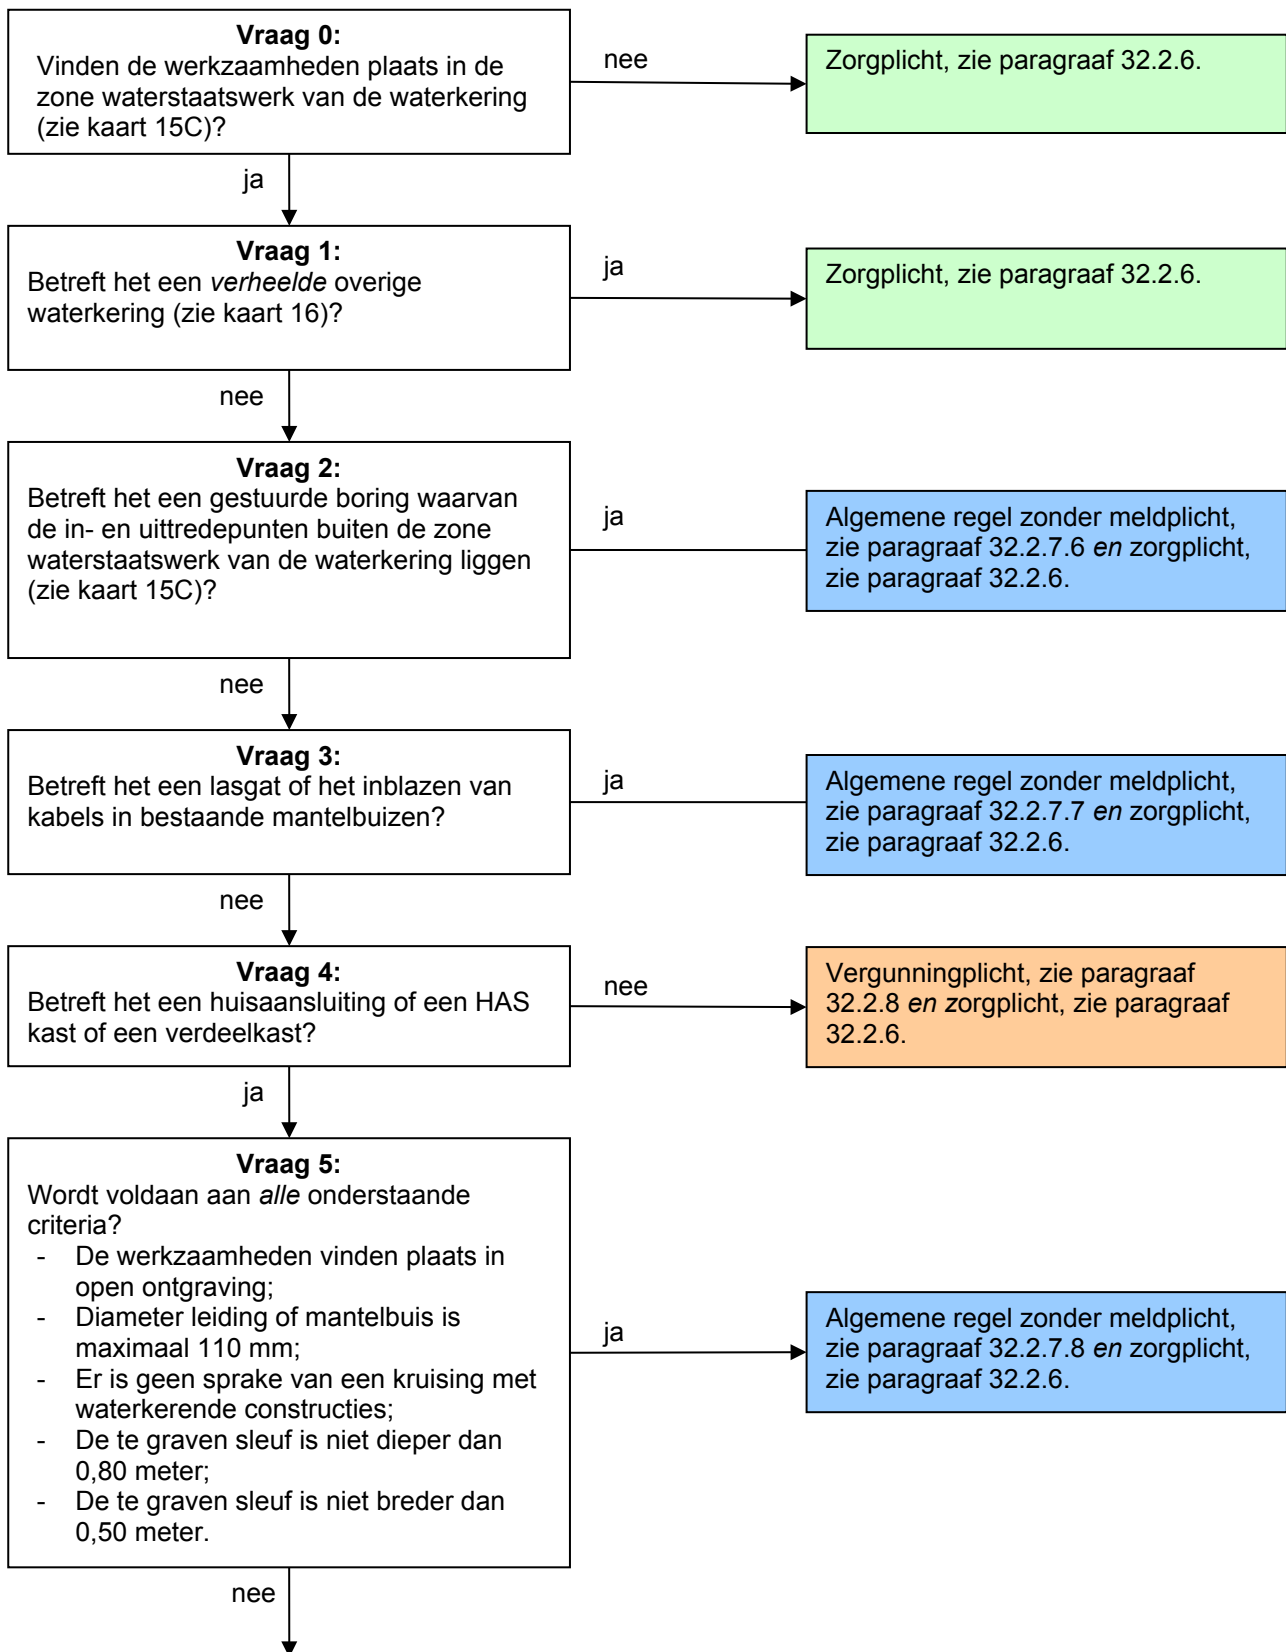 Vraag 0:
Vinden de werkzaamheden plaats in de
zone waterstaatswerk van de waterkering
(zie kaart 15C)?
nee
Zorgplicht, zie paragraaf 32.2.6.
ja
Vraag 1:
Betreft het een verheelde overige
waterkering (zie kaart 16)?
ja
Zorgplicht, zie paragraaf 32.2.6.
nee
Vraag 2:
Betreft het een gestuurde boring waarvan
de in- en uittredepunten buiten de zone
waterstaatswerk van de waterkering liggen
(zie kaart 15C)?
ja
Algemene regel zonder meldplicht,
zie paragraaf 32.2.7.6 en zorgplicht,
zie paragraaf 32.2.6.
nee
Vraag 3:
Betreft het een lasgat of het inblazen van
kabels in bestaande mantelbuizen?
ja
Algemene regel zonder meldplicht,
zie paragraaf 32.2.7.7 en zorgplicht,
zie paragraaf 32.2.6.
nee
Vraag 4:
Betreft het een huisaansluiting of een HAS
kast of een verdeelkast?
nee
Vergunningplicht, zie paragraaf
32.2.8 en zorgplicht, zie paragraaf
32.2.6.
ja
Vraag 5:
Wordt voldaan aan alle onderstaande
criteria?
- De werkzaamheden vinden plaats in
open ontgraving;
- Diameter leiding of mantelbuis is
maximaal 110 mm;
- Er is geen sprake van een kruising met
waterkerende constructies;
- De te graven sleuf is niet dieper dan
0,80 meter;
- De te graven sleuf is niet breder dan
0,50 meter.
ja
Algemene regel zonder meldplicht,
zie paragraaf 32.2.7.8 en zorgplicht,
zie paragraaf 32.2.6.
nee